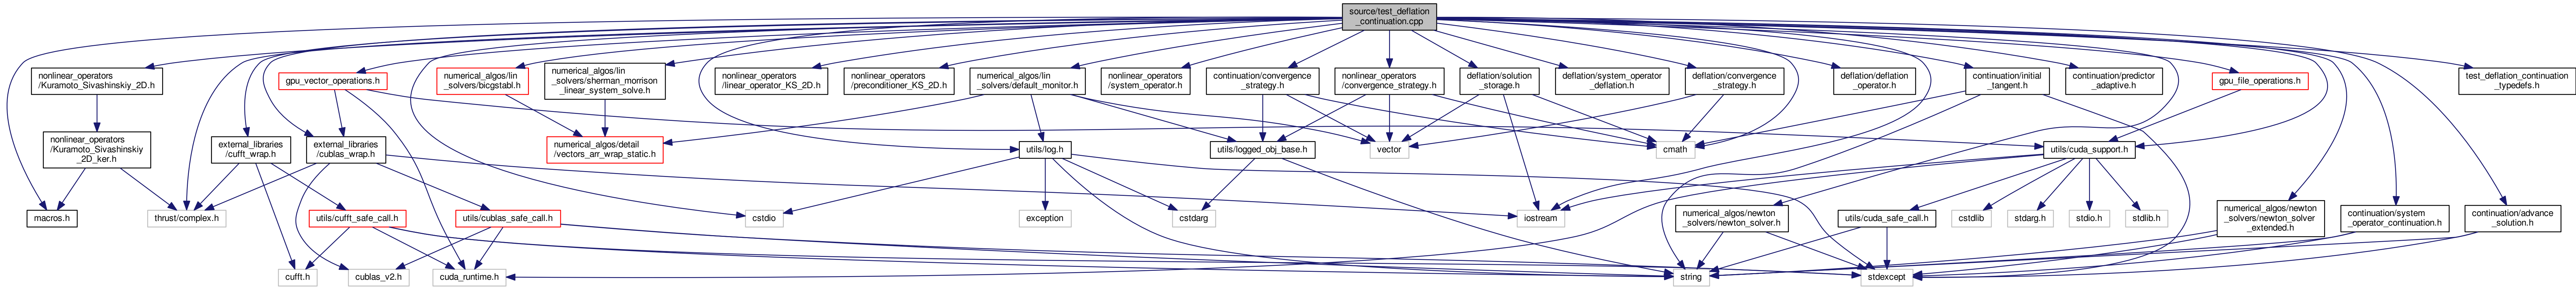 source/test_deflation
_continuation.cpp
nonlinear_operators
/Kuramoto_Sivashinskiy_2D.h
gpu_vector_operations.h
numerical_algos/lin
_solvers/bicgstabl.h
numerical_algos/lin
_solvers/sherman_morrison
_linear_system_solve.h
nonlinear_operators
/linear_operator_KS_2D.h
nonlinear_operators
/preconditioner_KS_2D.h
numerical_algos/lin
_solvers/default_monitor.h
nonlinear_operators
/system_operator.h
continuation/convergence
_strategy.h
nonlinear_operators
/convergence_strategy.h
deflation/solution
_storage.h
deflation/system_operator
_deflation.h
deflation/convergence
_strategy.h
deflation/deflation
_operator.h
continuation/initial
_tangent.h
continuation/predictor
_adaptive.h
gpu_file_operations.h
test_deflation_continuation
_typedefs.h
nonlinear_operators
/Kuramoto_Sivashinskiy
_2D_ker.h
external_libraries
/cufft_wrap.h
external_libraries
/cublas_wrap.h
numerical_algos/detail
/vectors_arr_wrap_static.h
utils/log.h
utils/logged_obj_base.h
vector
cmath
utils/cuda_support.h
macros.h
thrust/complex.h
utils/cufft_safe_call.h
utils/cublas_safe_call.h
cstdio
exception
cstdarg
iostream
numerical_algos/newton
_solvers/newton_solver.h
utils/cuda_safe_call.h
cstdlib
stdarg.h
stdio.h
stdlib.h
numerical_algos/newton
_solvers/newton_solver
_extended.h
continuation/system
_operator_continuation.h
continuation/advance
_solution.h
cufft.h
cublas_v2.h
cuda_runtime.h
string
stdexcept